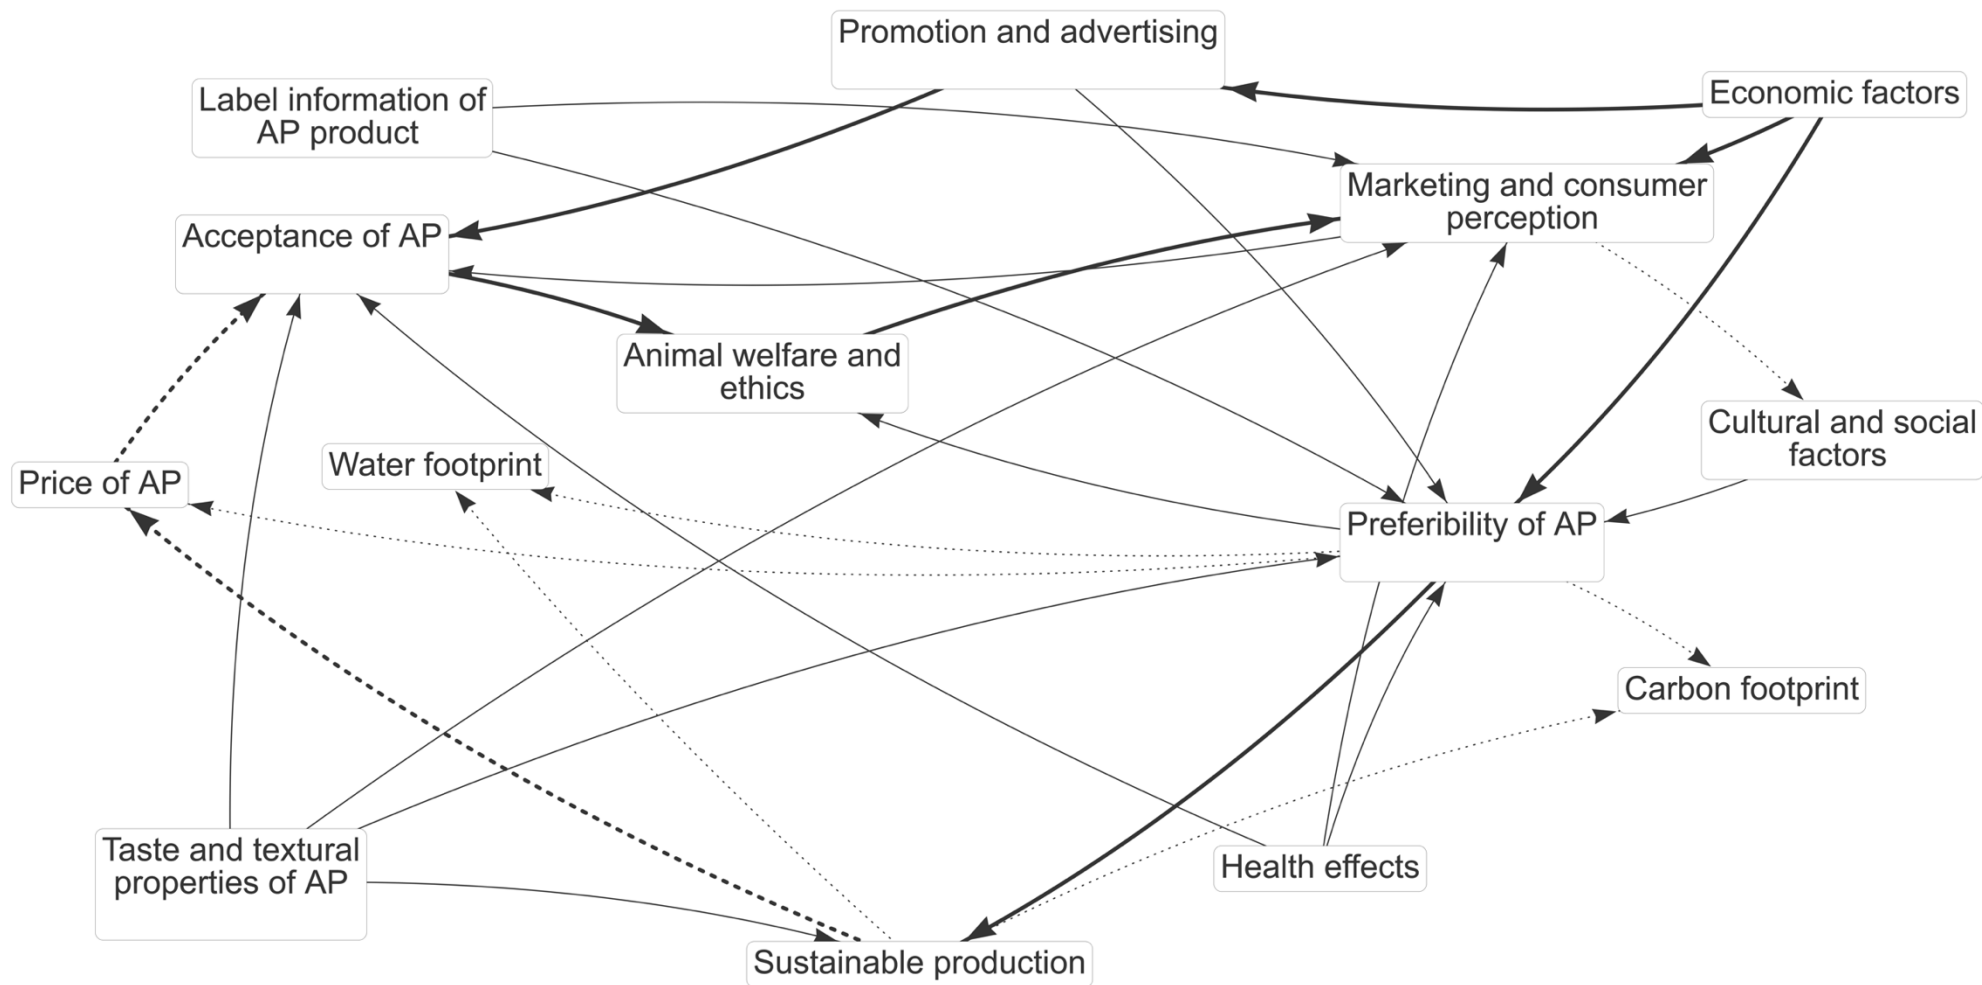 Promotion and advertising
Economic factors
Label information of
AP product
Marketing and consumer
perception
Acceptance of AP
Animal welfare and
ethics
Cultural and social
factors
Water footprint
Price of AP
Preferibility of AP
Carbon footprint
Taste and textural
properties of AP
Health effects
Sustainable production